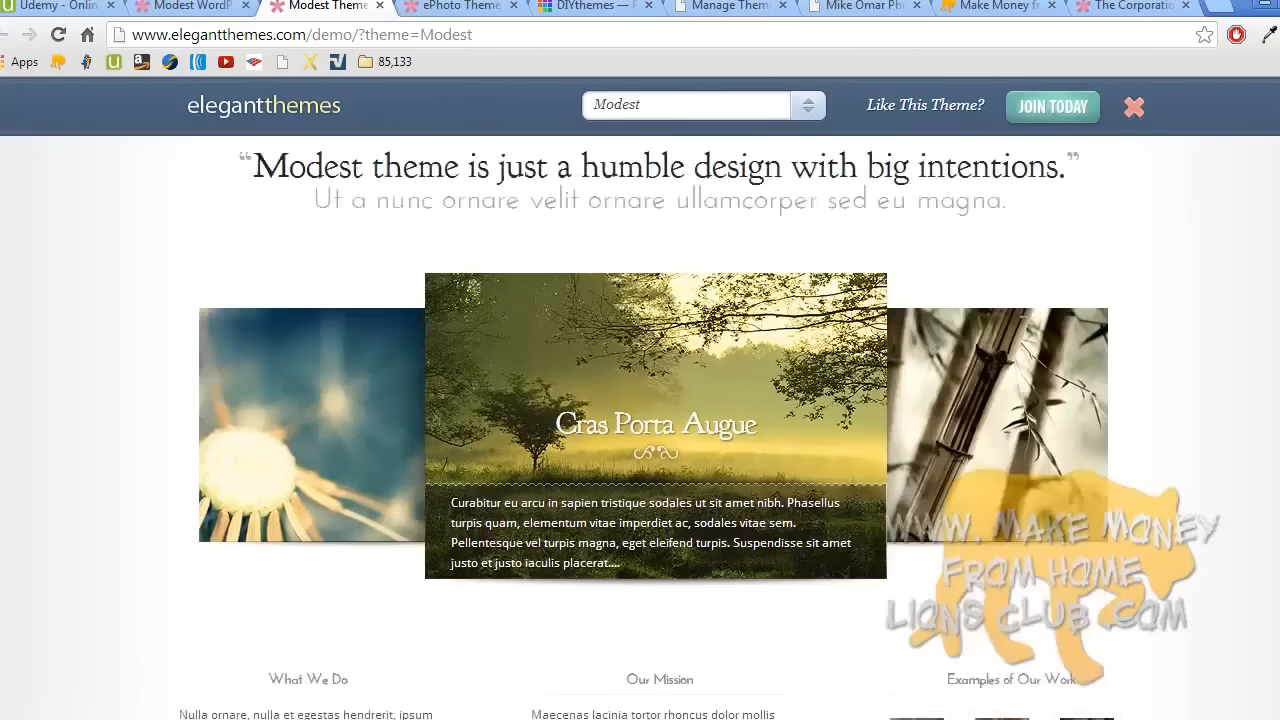 Udemy - Onlin
Modest WordP
Modest Theme
ePhoto Theme
DIYthemes — F
Manage Theme
Mike Omar Ph
Make Money f
The Corporatio
www.elegantthemes.com/demo/?theme=Modest
Apps
85,133
elegantthemes
Modest
Like This Theme?
JOIN TODAY
“Modest theme is just a humble design with big intentions.”
Ut a nunc ornare velit ornare ullamcorper sed eu magna.
Cras Porta Augue
Curabitur eu arcu in sapien tristique sodales ut sit amet nibh. Phasellus
turpis quam, elementum vitae imperdiet ac, sodales vitae sem.
Pellentesque vel turpis magna, eget eleifend turpis. Suspendisse sit amet
justo et justo iaculis placerat....
WWW. MAKE MONEY
FROM HOME
LIONS CLUB .COM
What We Do
Our Mission
Examples of Our Work
Nulla ornare, nulla et egestas hendrerit, ipsum
Maecenas lacinia tortor rhoncus dolor mollis